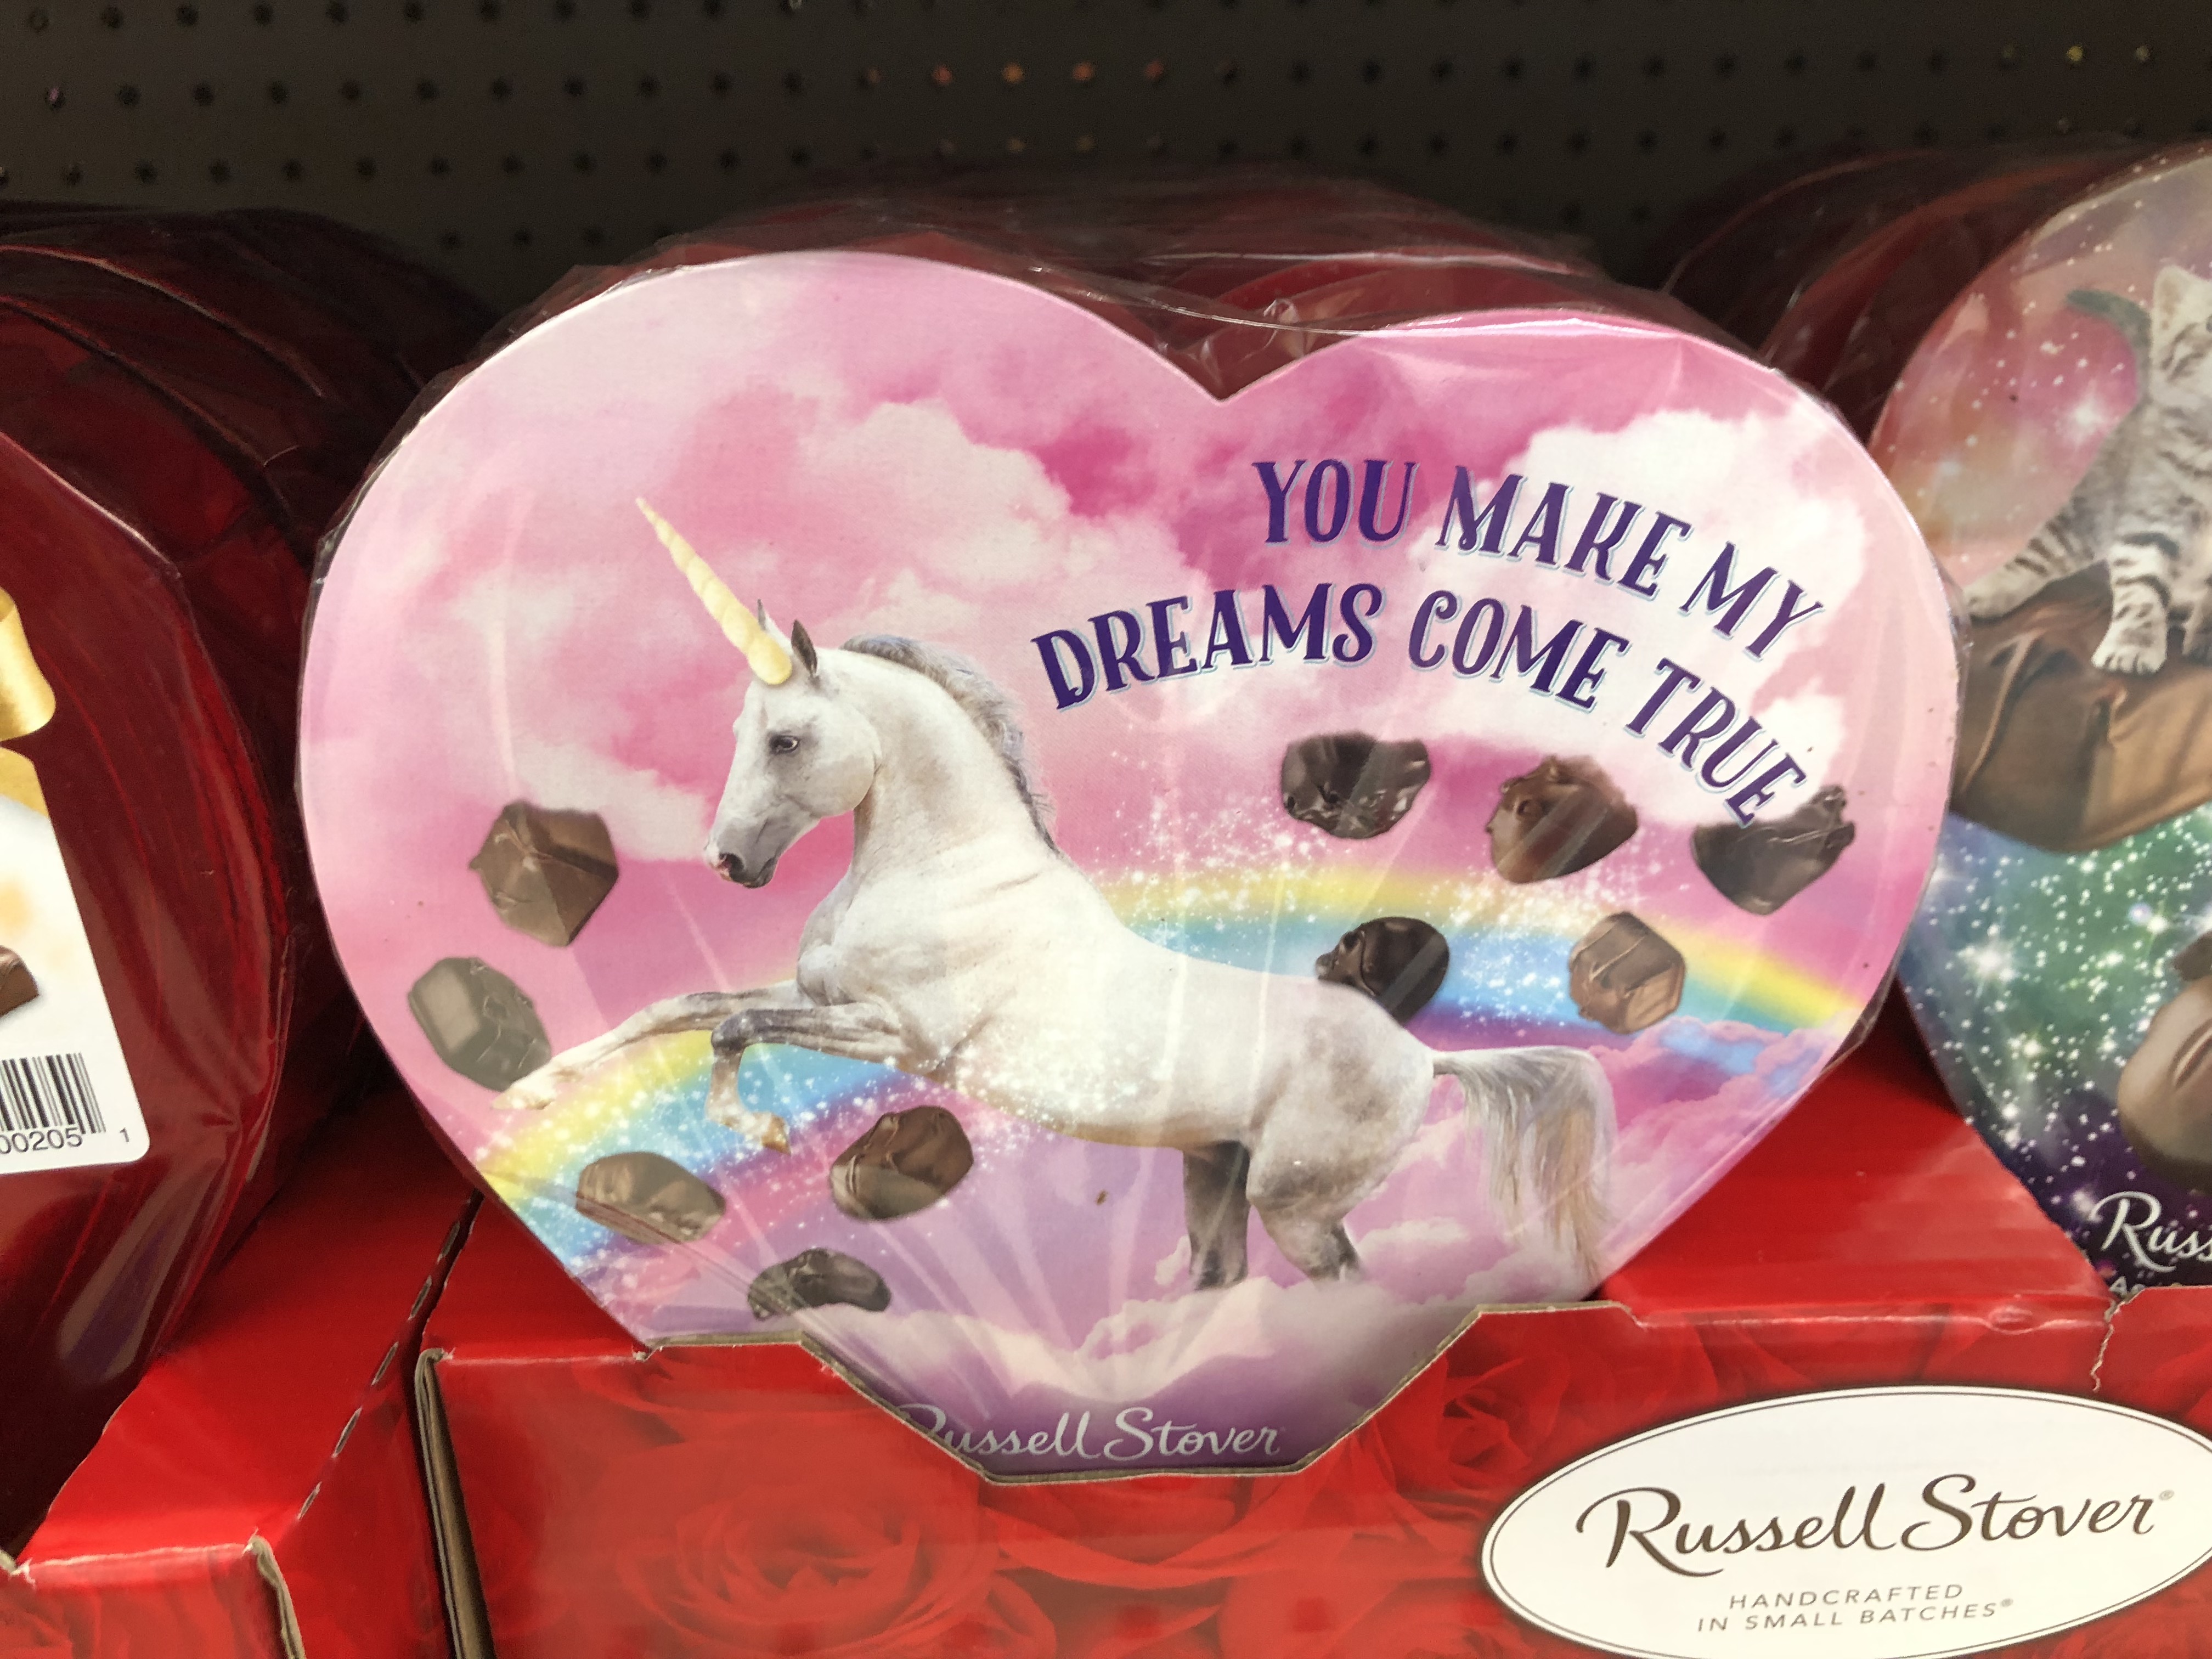 YOU MAKE MY
DREAMS COME TRUE
Russell Stover
Russell Stover®
HANDCRAFTED
IN SMALL BATCHES®
00205 1